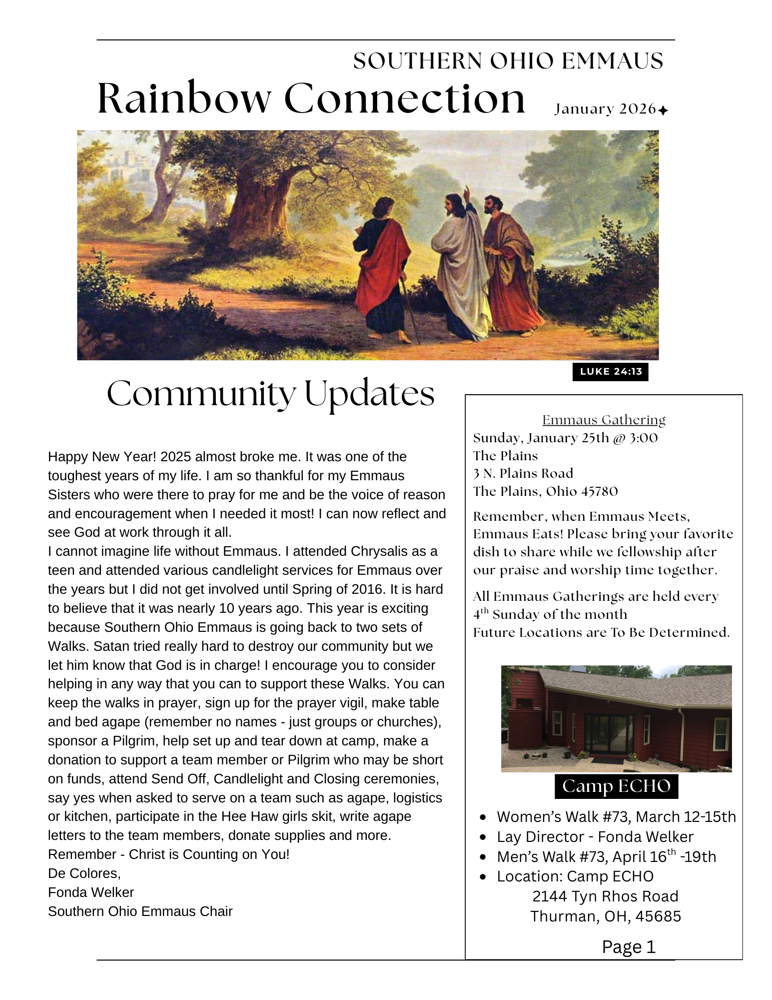 SOUTHERN OHIO EMMAUS
Rainbow Connection
January 2026
LUKE 24:13
Community Updates
Happy New Year! 2025 almost broke me. It was one of the
toughest years of my life. I am so thankful for my Emmaus
Sisters who were there to pray for me and be the voice of reason
and encouragement when I needed it most! I can now reflect and
see God at work through it all.
I cannot imagine life without Emmaus. I attended Chrysalis as a
teen and attended various candlelight services for Emmaus over
the years but I did not get involved until Spring of 2016. It is hard
to believe that it was nearly 10 years ago. This year is exciting
because Southern Ohio Emmaus is going back to two sets of
Walks. Satan tried really hard to destroy our community but we
let him know that God is in charge! I encourage you to consider
helping in any way that you can to support these Walks. You can
keep the walks in prayer, sign up for the prayer vigil, make table
and bed agape (remember no names - just groups or churches),
sponsor a Pilgrim, help set up and tear down at camp, make a
donation to support a team member or Pilgrim who may be short
on funds, attend Send Off, Candlelight and Closing ceremonies,
say yes when asked to serve on a team such as agape, logistics
or kitchen, participate in the Hee Haw girls skit, write agape
letters to the team members, donate supplies and more.
Remember - Christ is Counting on You!
De Colores,
Fonda Welker
Southern Ohio Emmaus Chair
Emmaus Gathering
Sunday, January 25th @ 3:00
The Plains
3 N. Plains Road
The Plains, Ohio 45780
Remember, when Emmaus Meets,
Emmaus Eats! Please bring your favorite
dish to share while we fellowship after
our praise and worship time together.
All Emmaus Gatherings are held every
4th Sunday of the month
Future Locations are To Be Determined.
Camp ECHO
• Women’s Walk #73, March 12-15th
• Lay Director - Fonda Welker
• Men’s Walk #73, April 16th -19th
• Location: Camp ECHO
2144 Tyn Rhos Road
Thurman, OH, 45685
Page 1